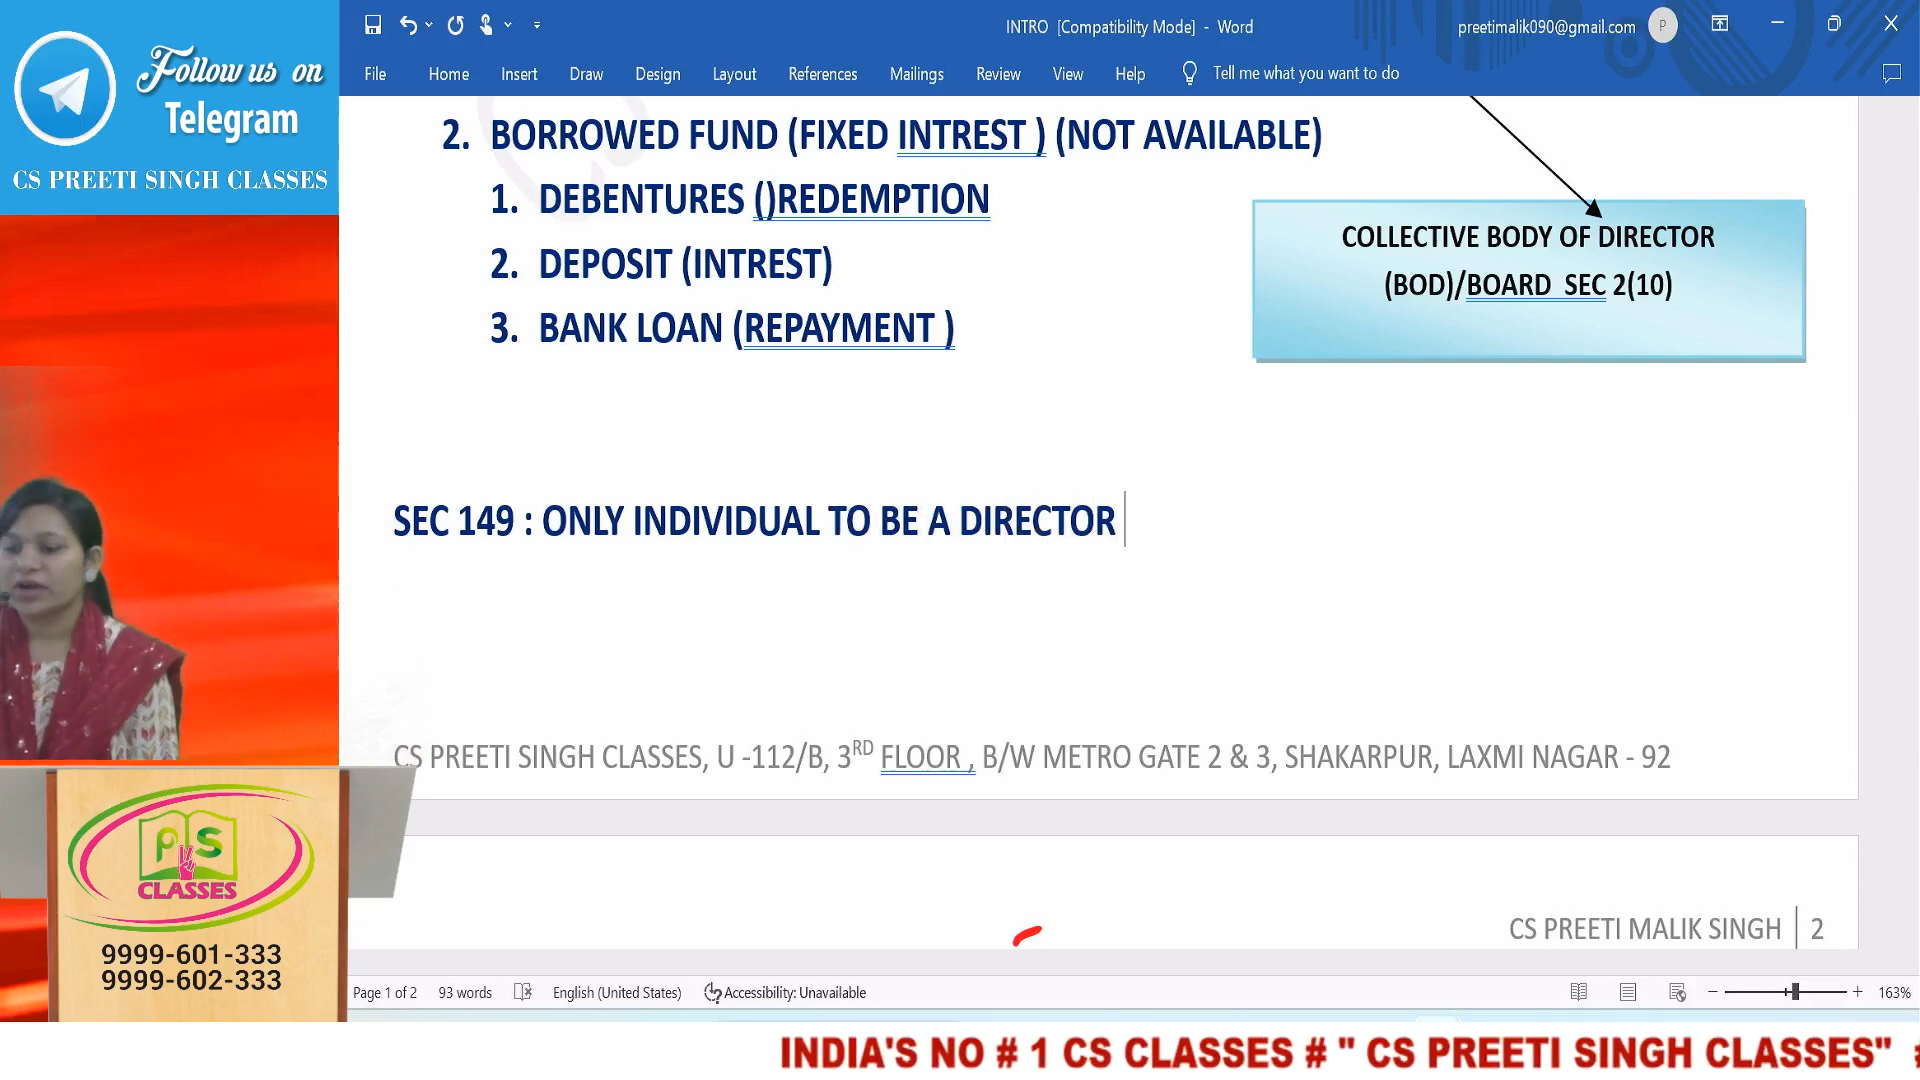 Follow us on
Telegram
CS PREETI SINGH CLASSES
INTRO [Compatibility Mode] - Word
preetimalik090@gmail.com
P
File Home Insert Draw Design Layout References Mailings Review View Help Tell me what you want to do
2. BORROWED FUND (FIXED INTREST ) (NOT AVAILABLE)
1. DEBENTURES ()REDEMPTION
2. DEPOSIT (INTREST)
3. BANK LOAN (REPAYMENT )
COLLECTIVE BODY OF DIRECTOR
(BOD)/BOARD SEC 2(10)
SEC 149 : ONLY INDIVIDUAL TO BE A DIRECTOR
CS PREETI SINGH CLASSES, U -112/B, 3RD FLOOR , B/W METRO GATE 2 & 3, SHAKARPUR, LAXMI NAGAR - 92
CS PREETI MALIK SINGH 2
PS
CLASSES
9999-601-333
9999-602-333
Page 1 of 2 93 words English (United States) Accessibility: Unavailable 163%
INDIA'S NO # 1 CS CLASSES # " CS PREETI SINGH CLASSES" #